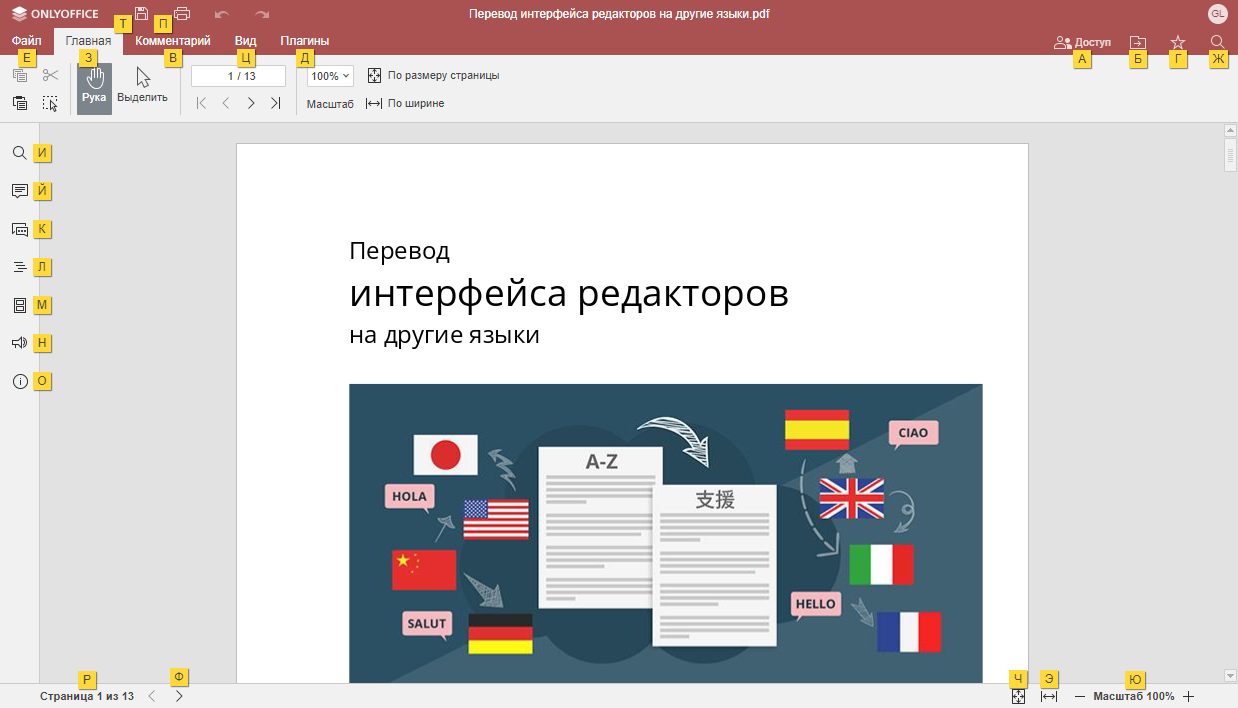 ONLYOFFICE
Перевод интерфейса редакторов на другие языки.pdf
GL
Т
П
Файл
Главная
Комментарий
Вид
Плагины
Доступ
Е
З
В
Ц
Д
А
Б
Г
Ж
Рука
Выделить
1 / 13
100%
По размеру страницы
Масштаб
По ширине
И
Й
К
Л
М
Н
О
Перевод
интерфейса редакторов
на другие языки
A-Z
CIAO
HOLA
支援
HELLO
SALUT
Р
Ф
Ч
Э
Ю
Страница 1 из 13
Масштаб 100%